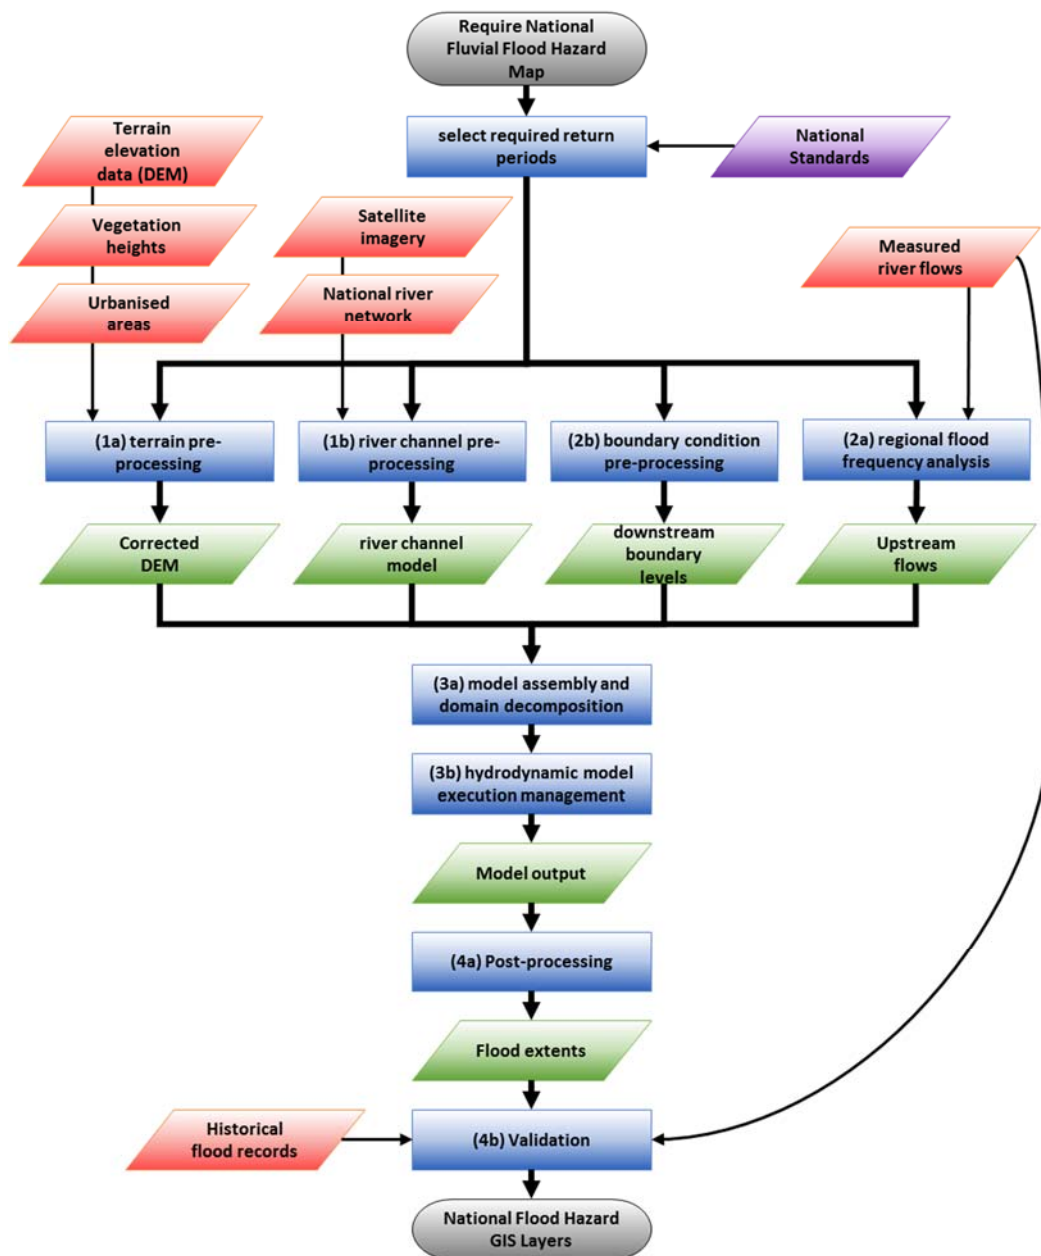 Require National
Fluvial Flood Hazard
Map
select required return
periods
National
Standards
Terrain
elevation
data (DEM)
Vegetation
heights
Urbanised
areas
Satellite
imagery
National river
network
Measured
river flows
(1a) terrain pre-
processing
(1b) river channel pre-
processing
(2b) boundary condition
pre-processing
(2a) regional flood
frequency analysis
Corrected
DEM
river channel
model
downstream
boundary
levels
Upstream
flows
(3a) model assembly and
domain decomposition
(3b) hydrodynamic model
execution management
Model output
(4a) Post-processing
Flood extents
Historical
flood records
(4b) Validation
National Flood Hazard
GIS Layers